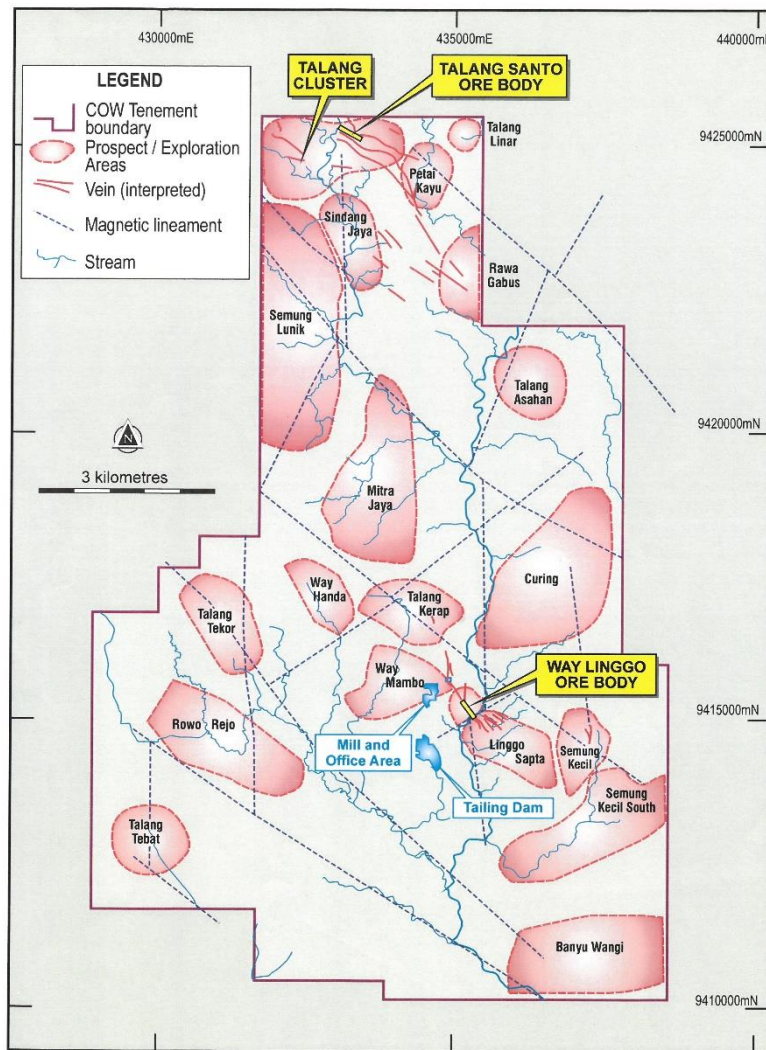 430000mE
435000mE
440000mE
LEGEND
COW Tenement
boundary
Prospect / Exploration
Areas
Vein (interpreted)
Magnetic lineament
Stream
TALANG
CLUSTER
TALANG SANTO
ORE BODY
Talang
Linar
9425000mN
Petai
Kayu
Sindang
Jaya
Rawa
Gabus
Semung
Lunik
Talang
Asahan
9420000mN
N
3 kilometres
Mitra
Jaya
Curing
Way
Handa
Talang
Kerap
Talang
Tekor
WAY LINGGO
ORE BODY
Way
Mambo
9415000mN
Rowo Rejo
Mill and
Office Area
Linggo
Sapta
Semung
Kecil
Tailing Dam
Semung
Kecil South
Talang
Tebat
Banyu Wangi
9410000mN
430000mE
435000mE